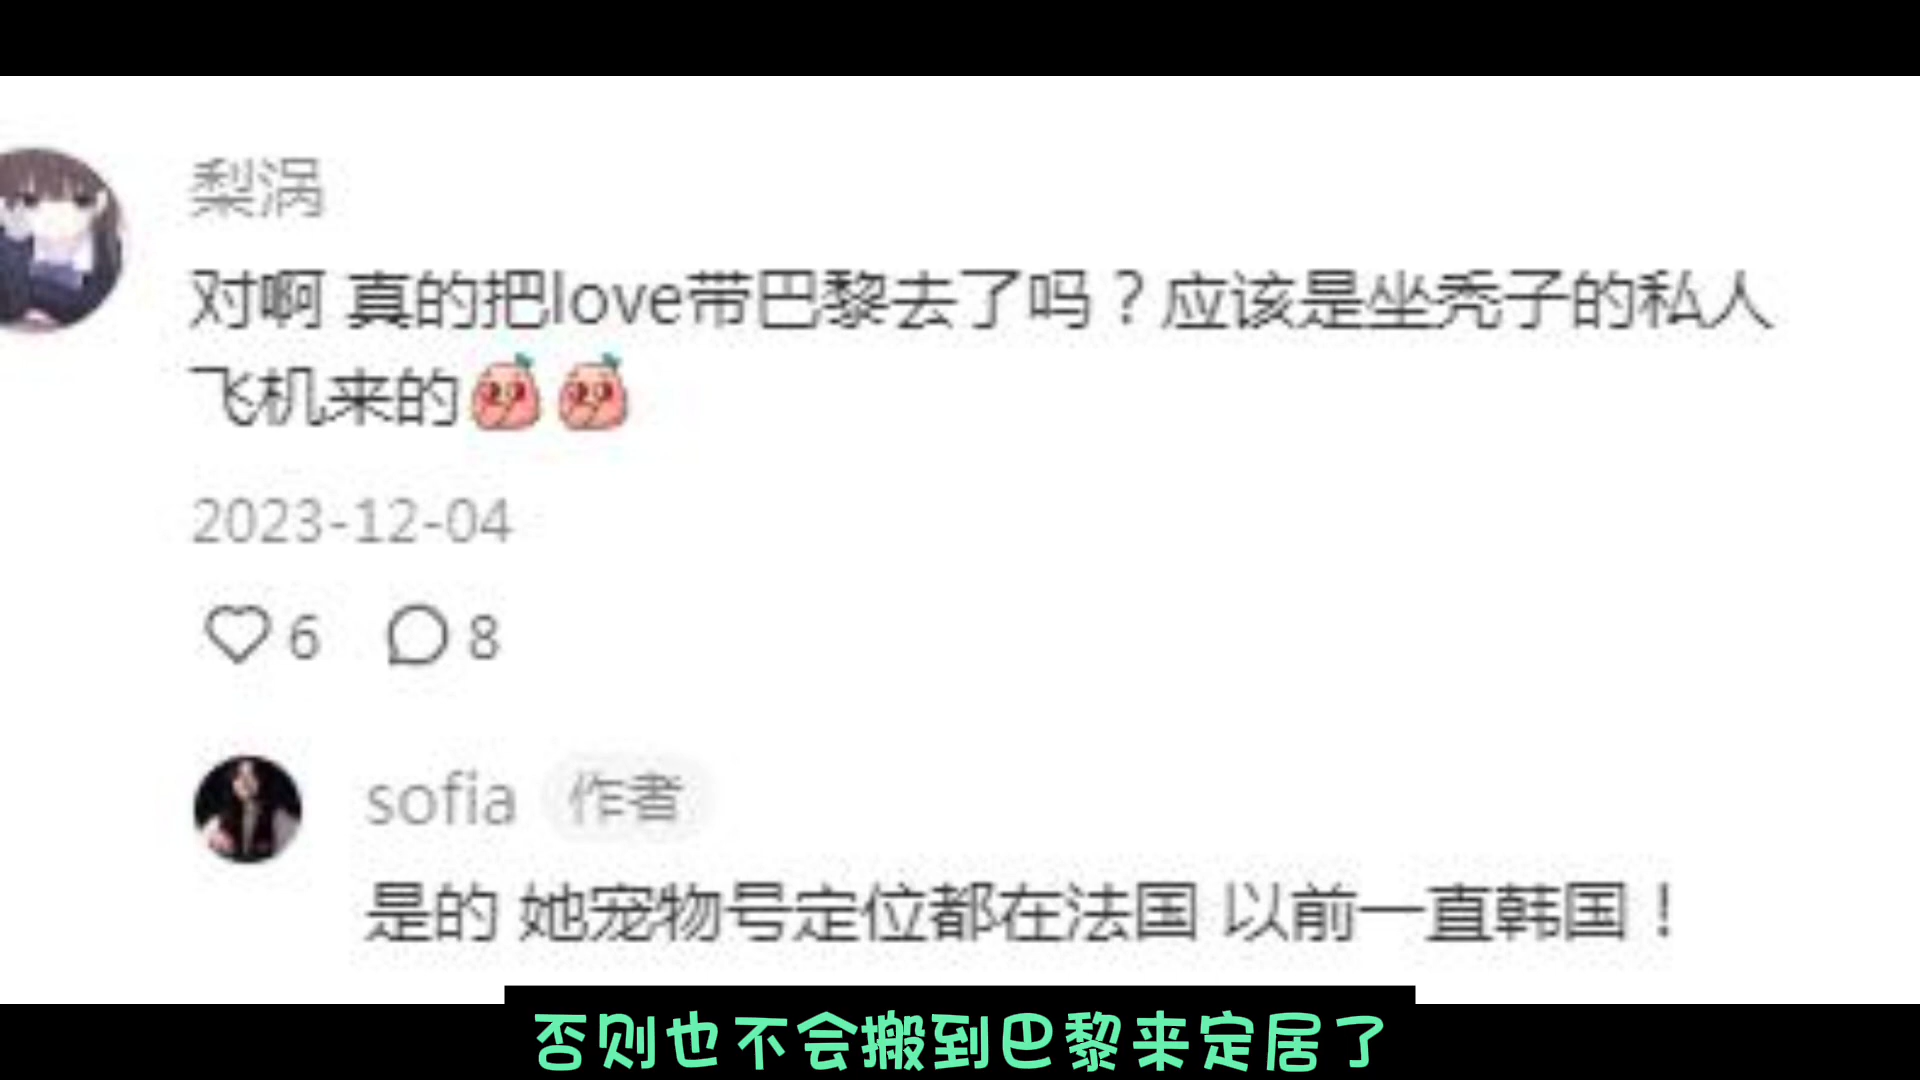 梨涡
对啊 真的把love带巴黎去了吗？应该是坐秃子的私人
飞机来的
2023-12-04
6 8
sofia 作者
是的 她宠物号定位都在法国 以前一直韩国！
否则也不会搬到巴黎来定居了